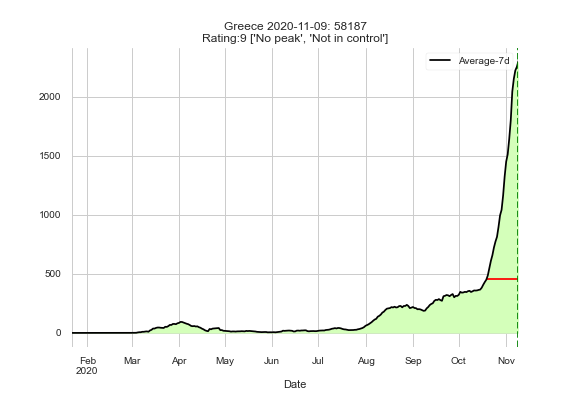 Greece 2020-11-09: 58187
Rating:9 ['No peak', 'Not in control']
Average-7d
2000
1500
1000
500
0
Feb Mar Apr May Jun Jul Aug Sep Oct Nov
2020
Date